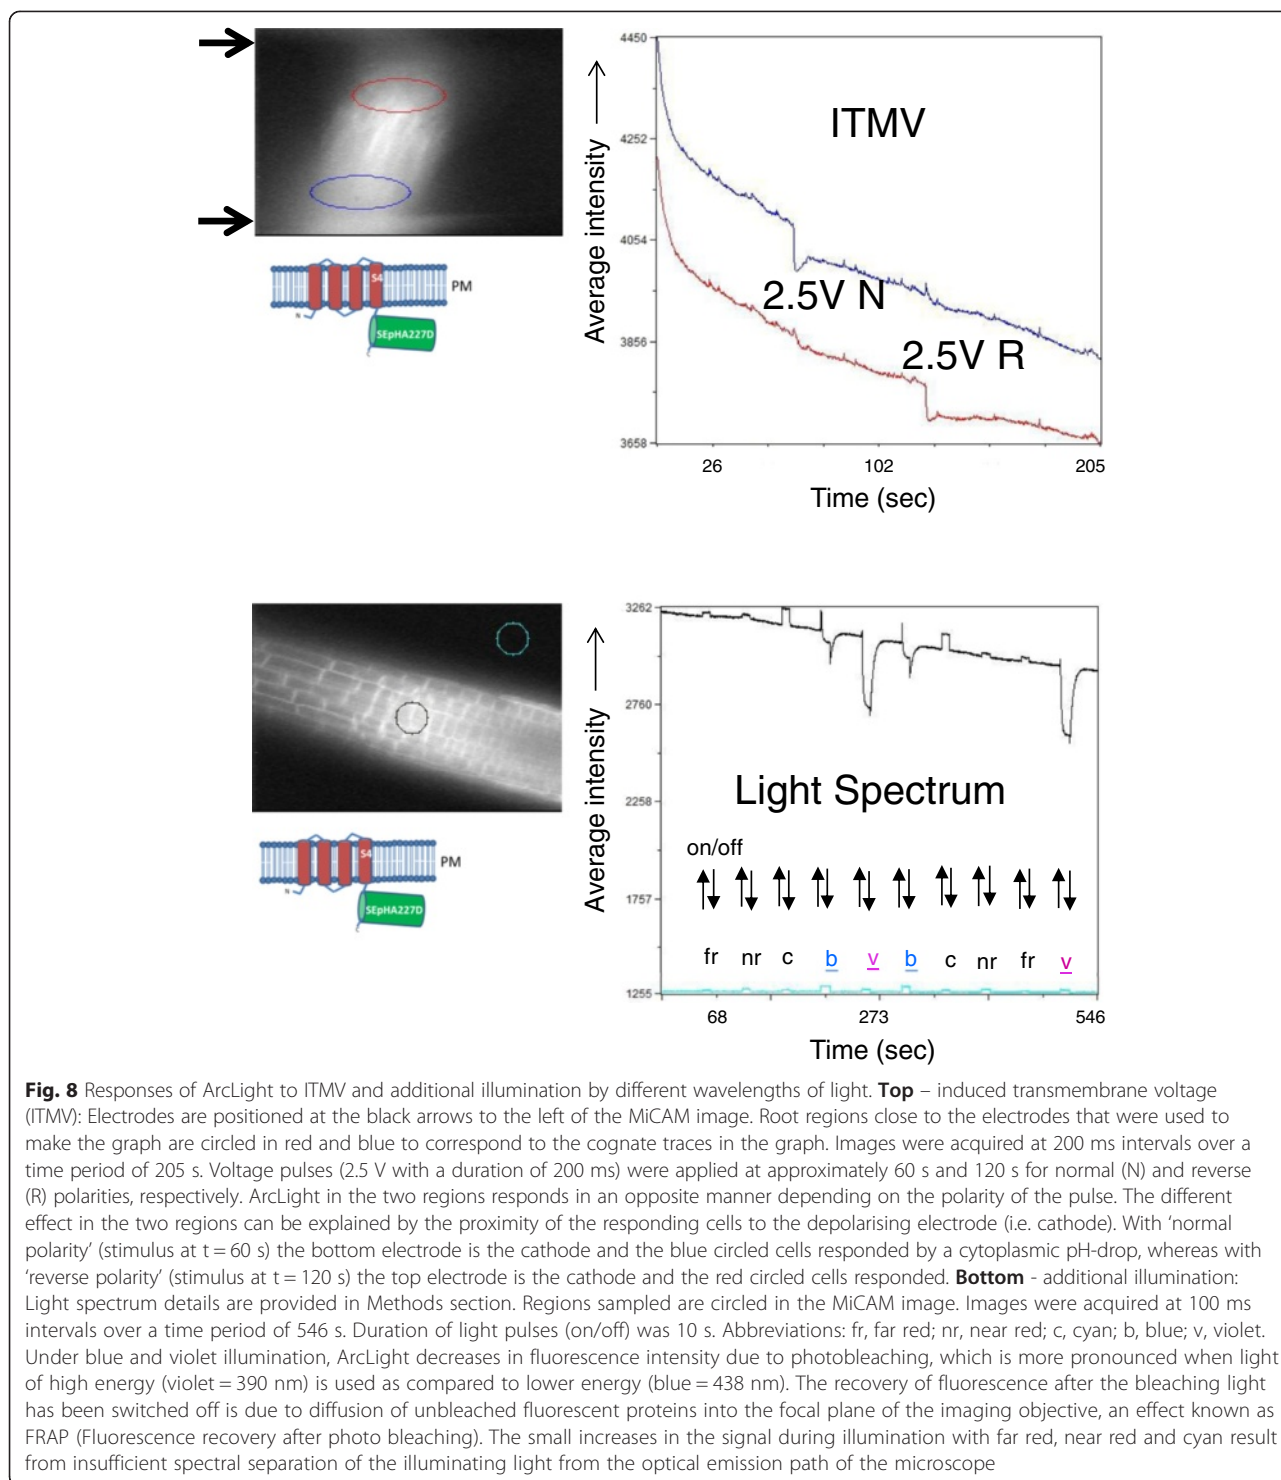 4450
4252
4054
3856
3658
Average intensity
ITMV
2.5V N
2.5V R
26 102 205
Time (sec)
S4
PM
N
SEpHA227D
C
3262
2760
2258
1757
1255
Average intensity
Light Spectrum
on/off
fr nr c b v b c nr fr v
68 273 546
Time (sec)
S4
PM
N
SEpHA227D
C
Fig. 8 Responses of ArcLight to ITMV and additional illumination by different wavelengths of light. Top – induced transmembrane voltage
(ITMV): Electrodes are positioned at the black arrows to the left of the MiCAM image. Root regions close to the electrodes that were used to
make the graph are circled in red and blue to correspond to the cognate traces in the graph. Images were acquired at 200 ms intervals over a
time period of 205 s. Voltage pulses (2.5 V with a duration of 200 ms) were applied at approximately 60 s and 120 s for normal (N) and reverse
(R) polarities, respectively. ArcLight in the two regions responds in an opposite manner depending on the polarity of the pulse. The different
effect in the two regions can be explained by the proximity of the responding cells to the depolarising electrode (i.e. cathode). With ‘normal
polarity’ (stimulus at t = 60 s) the bottom electrode is the cathode and the blue circled cells responded by a cytoplasmic pH-drop, whereas with
‘reverse polarity’ (stimulus at t = 120 s) the top electrode is the cathode and the red circled cells responded. Bottom - additional illumination:
Light spectrum details are provided in Methods section. Regions sampled are circled in the MiCAM image. Images were acquired at 100 ms
intervals over a time period of 546 s. Duration of light pulses (on/off) was 10 s. Abbreviations: fr, far red; nr, near red; c, cyan; b, blue; v, violet.
Under blue and violet illumination, ArcLight decreases in fluorescence intensity due to photobleaching, which is more pronounced when light
of high energy (violet = 390 nm) is used as compared to lower energy (blue = 438 nm). The recovery of fluorescence after the bleaching light
has been switched off is due to diffusion of unbleached fluorescent proteins into the focal plane of the imaging objective, an effect known as
FRAP (Fluorescence recovery after photo bleaching). The small increases in the signal during illumination with far red, near red and cyan result
from insufficient spectral separation of the illuminating light from the optical emission path of the microscope